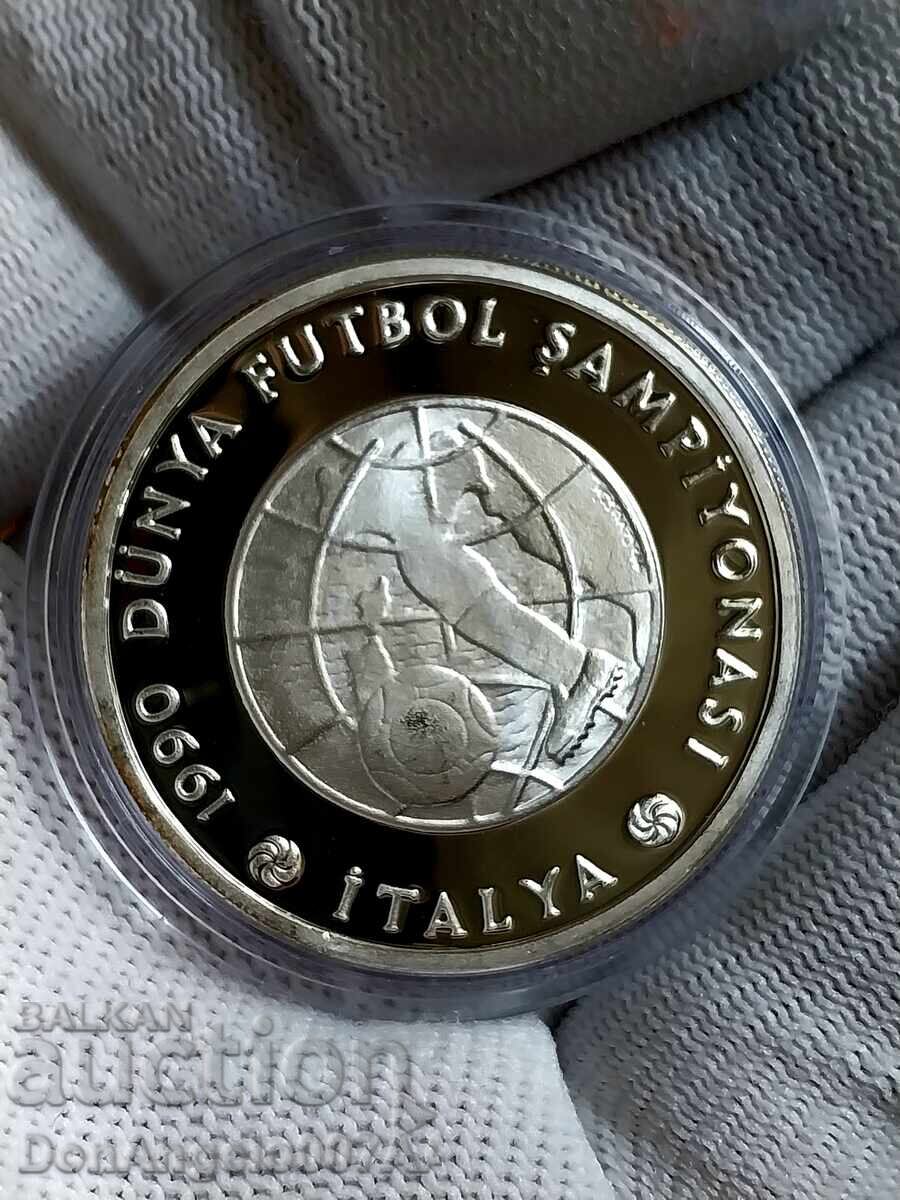 1990 DÜNYA FUTBOL ŞAMPİYONASI
İTALYA
BALKAN
auction